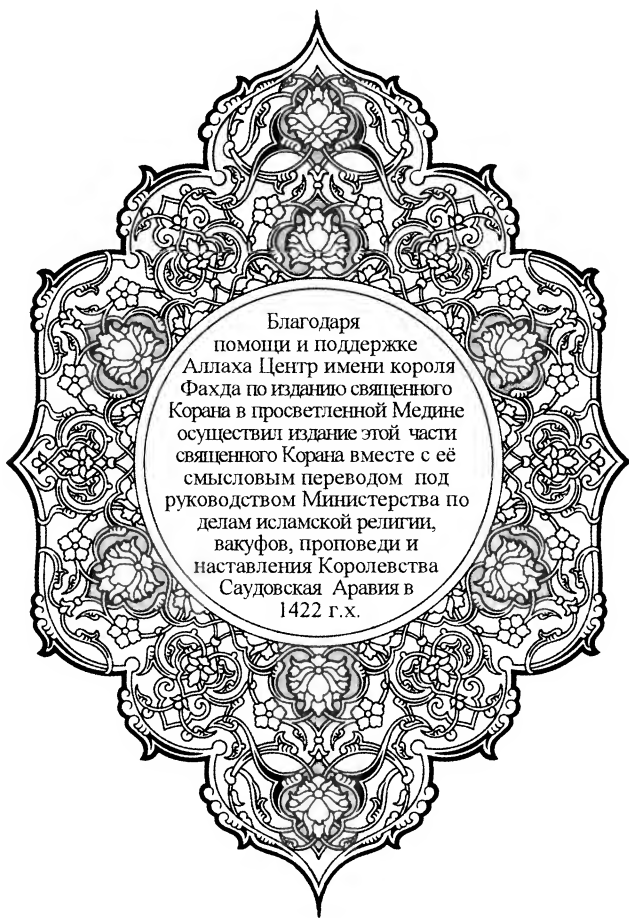 Благодаря
помощи и поддержке
Аллаха Центр имени короля
Фахда по изданию священного
Корана в просветленной Медине
осуществил издание этой части
священного Корана вместе с её
смысловым переводом под
руководством Министерства по
делам исламской религии,
вакуфов, проповеди и
наставления Королевства
Саудовская Аравия в
1422 г.х.